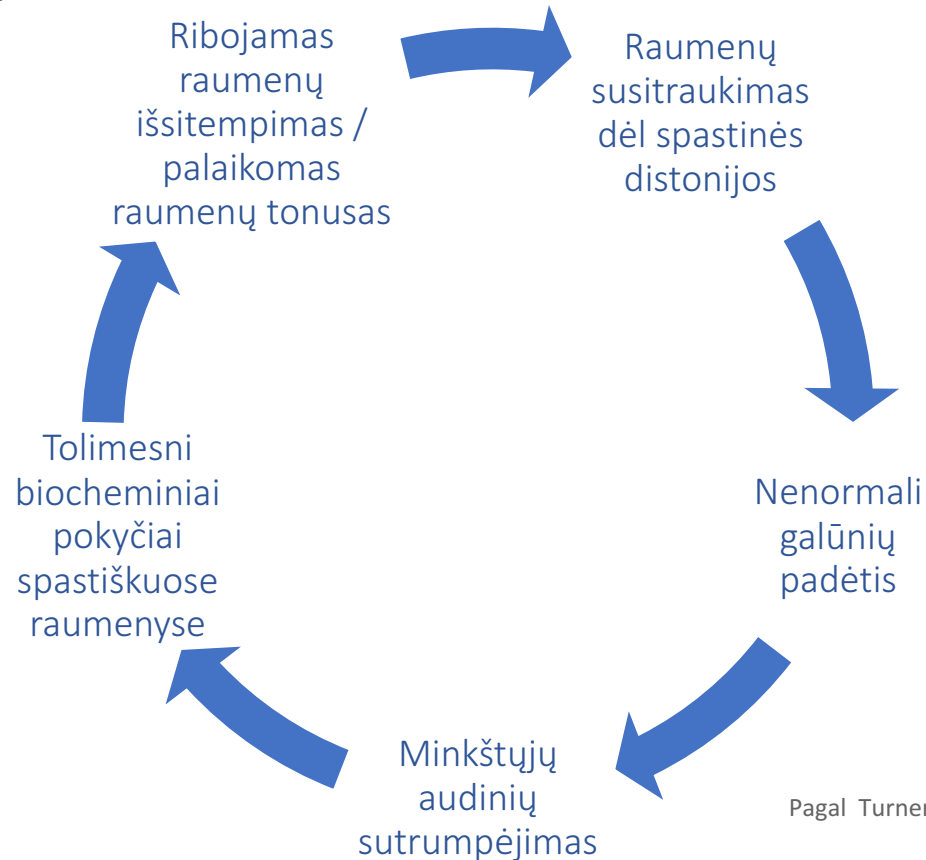 Ribojamas
raumenų
išsitempimas /
palaikomas
raumenų tonusas
Raumenų
susitraukimas
dėl spastinės
distonijos
Nenormali
galūnių
padėtis
Minkštųjų
audinių
sutrumpėjimas
Tolimesni
biocheminiai
pokyčiai
spastiškuose
raumenyse
Pagal Turner